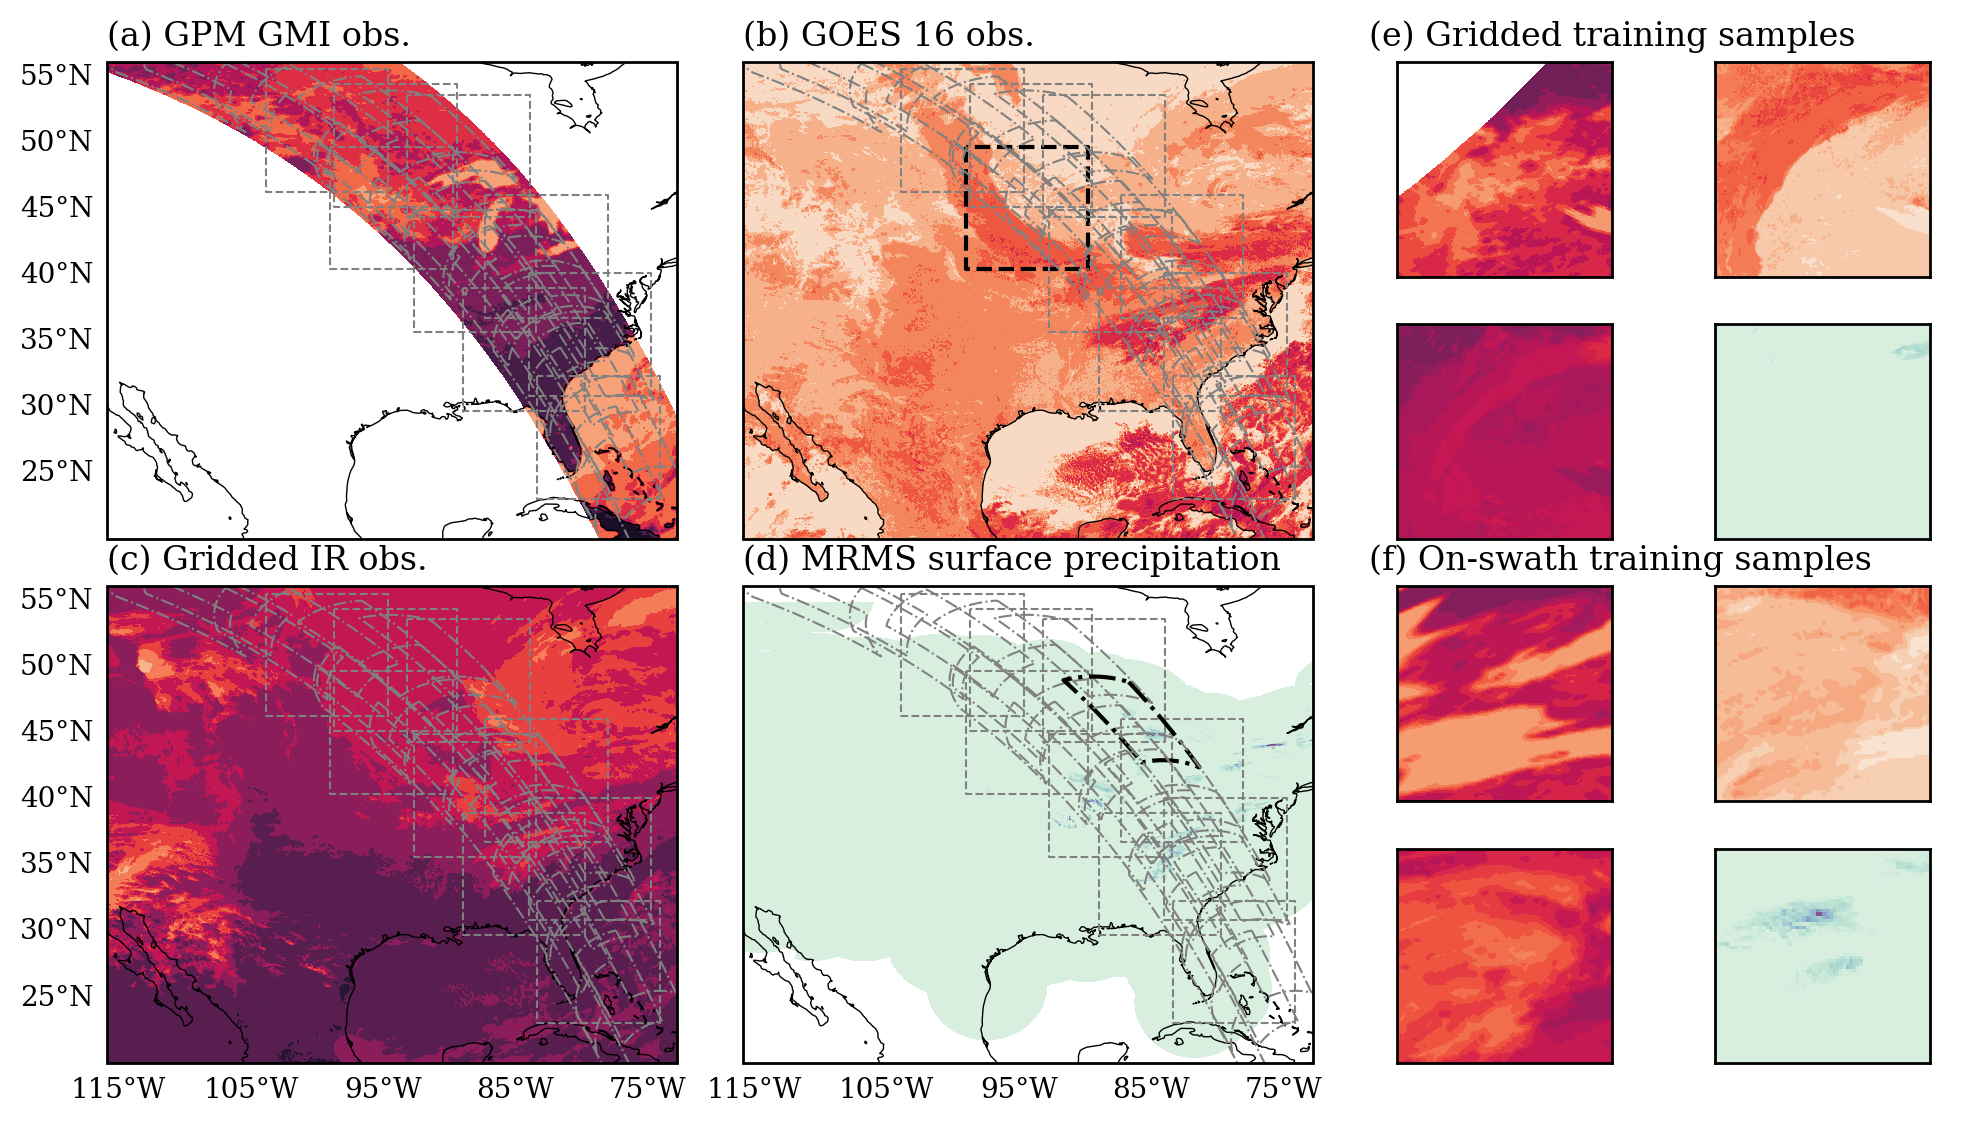 (a) GPM GMI obs.
(b) GOES 16 obs.
(e) Gridded training samples
55°N
50°N
45°N
40°N
35°N
30°N
25°N
(c) Gridded IR obs.
(d) MRMS surface precipitation
(f) On-swath training samples
55°N
50°N
45°N
40°N
35°N
30°N
25°N
115°W 105°W 95°W 85°W 75°W
115°W 105°W 95°W 85°W 75°W